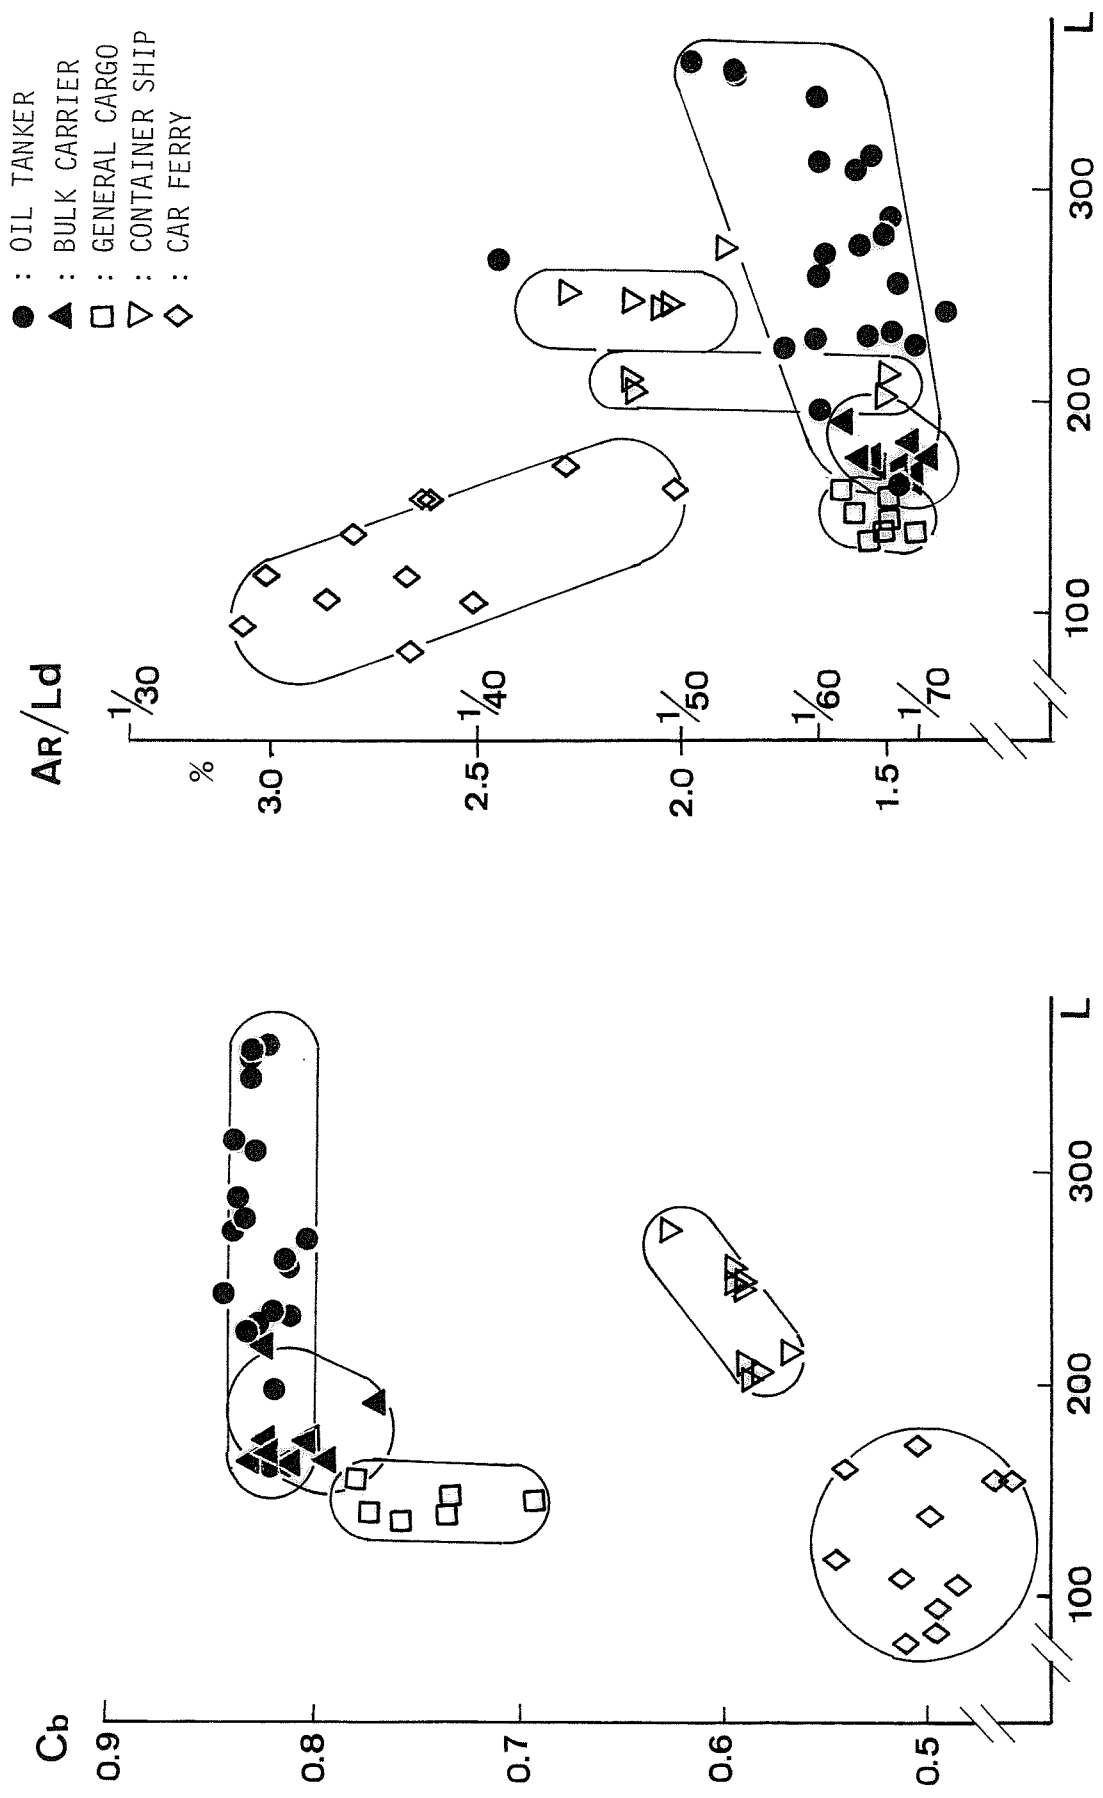 Cb
0.9
0.8
0.7
0.6
0.5
100
200
300
L
AR/Ld
%
3.0
2.5
2.0
1.5
1/30
1/40
1/50
1/60
1/70
100
200
300
L
● : OIL TANKER
▲ : BULK CARRIER
□ : GENERAL CARGO
▽ : CONTAINER SHIP
◇ : CAR FERRY